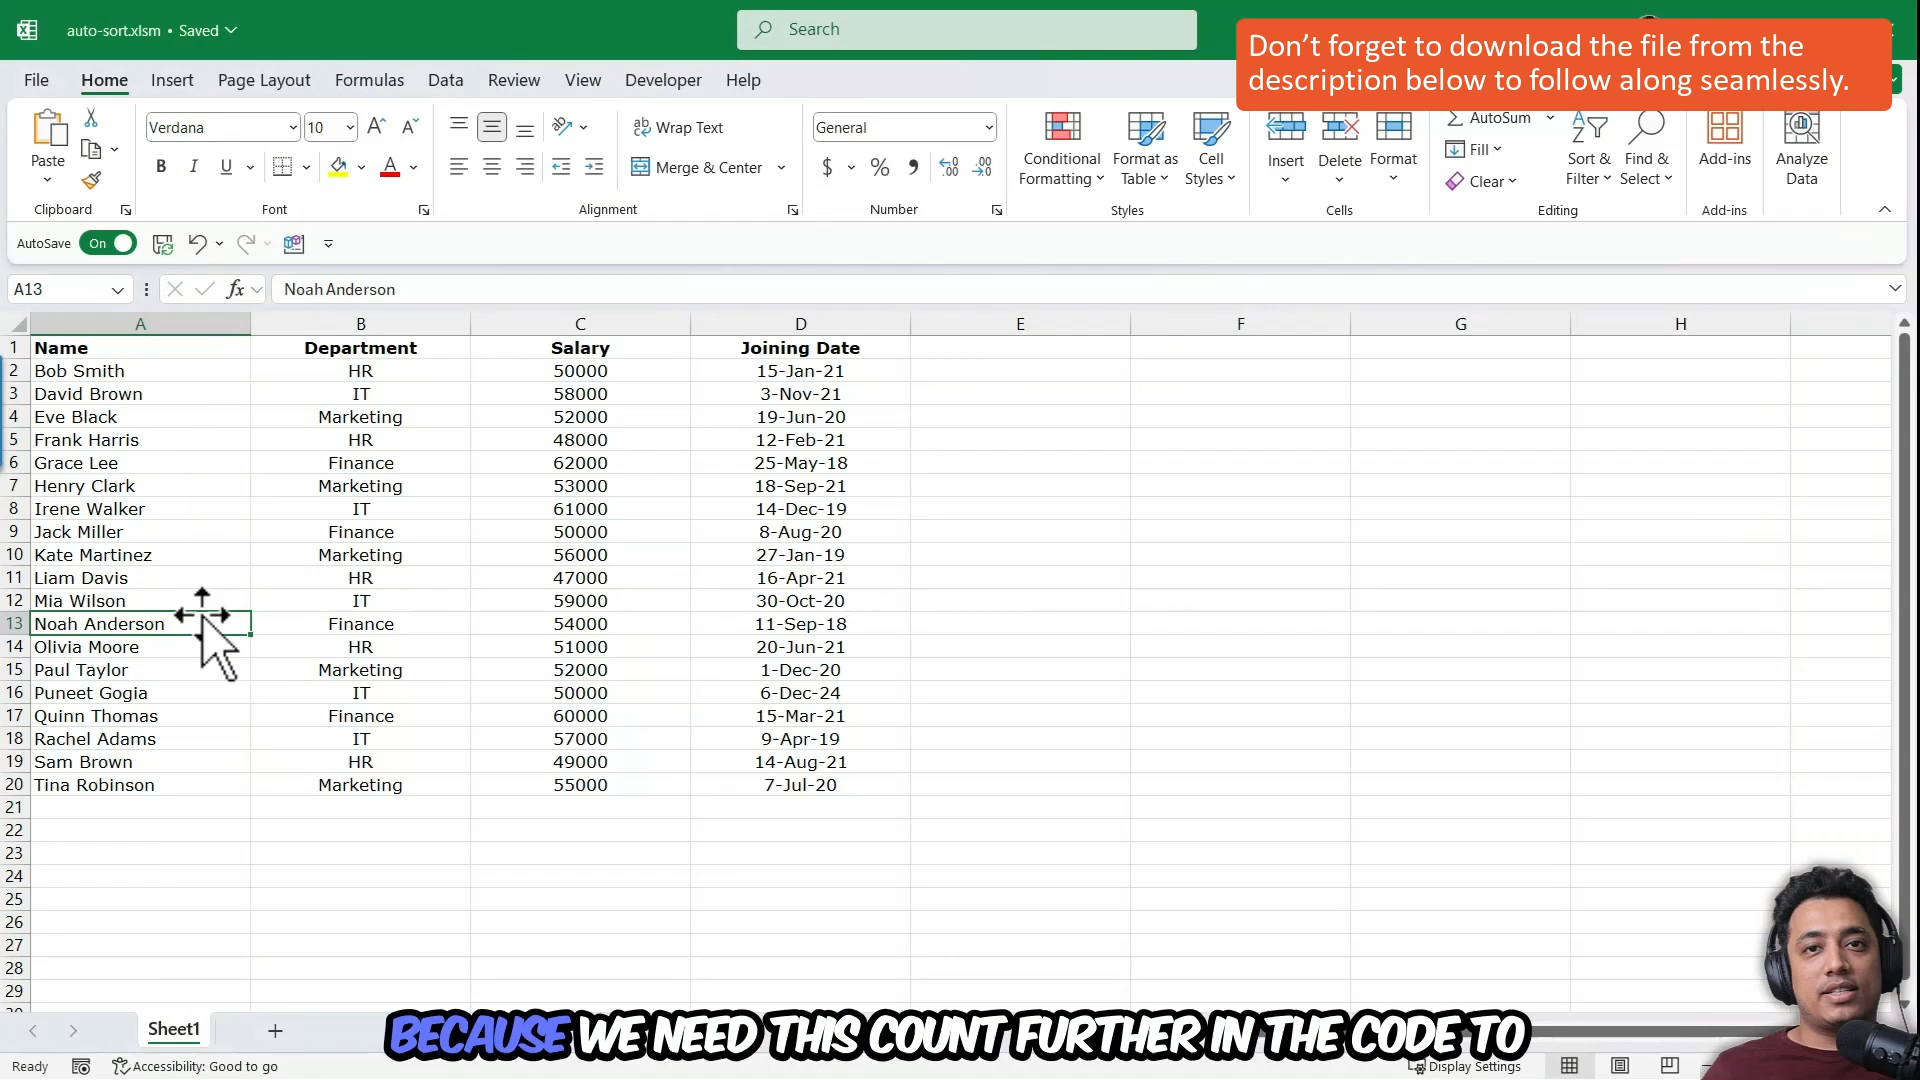 auto-sort.xlsm • Saved
Search
Don’t forget to download the file from the
description below to follow along seamlessly.
File Home Insert Page Layout Formulas Data Review View Developer Help
Paste
Clipboard
Verdana 10
B I U
Font
Wrap Text
Merge & Center
Alignment
General
$ %
Number
Conditional
Formatting
Format as
Table
Cell
Styles
Styles
Insert
Delete
Format
Cells
AutoSum
Fill
Clear
Sort &
Filter
Find &
Select
Editing
Add-ins
Add-ins
Analyze
Data
AutoSave On
A13 fx Noah Anderson
A B C D E F G H
1 Name Department Salary Joining Date
2 Bob Smith HR 50000 15-Jan-21
3 David Brown IT 58000 3-Nov-21
4 Eve Black Marketing 52000 19-Jun-20
5 Frank Harris HR 48000 12-Feb-21
6 Grace Lee Finance 62000 25-May-18
7 Henry Clark Marketing 53000 18-Sep-21
8 Irene Walker IT 61000 14-Dec-19
9 Jack Miller Finance 50000 8-Aug-20
10 Kate Martinez Marketing 56000 27-Jan-19
11 Liam Davis HR 47000 16-Apr-21
12 Mia Wilson IT 59000 30-Oct-20
13 Noah Anderson Finance 54000 11-Sep-18
14 Olivia Moore HR 51000 20-Jun-21
15 Paul Taylor Marketing 52000 1-Dec-20
16 Puneet Gogia IT 50000 6-Dec-24
17 Quinn Thomas Finance 60000 15-Mar-21
18 Rachel Adams IT 57000 9-Apr-19
19 Sam Brown HR 49000 14-Aug-21
20 Tina Robinson Marketing 55000 7-Jul-20
21
22
23
24
25
26
27
28
29
Sheet1
BECAUSE WE NEED THIS COUNT FURTHER IN THE CODE TO
Ready Accessibility: Good to go Display Settings